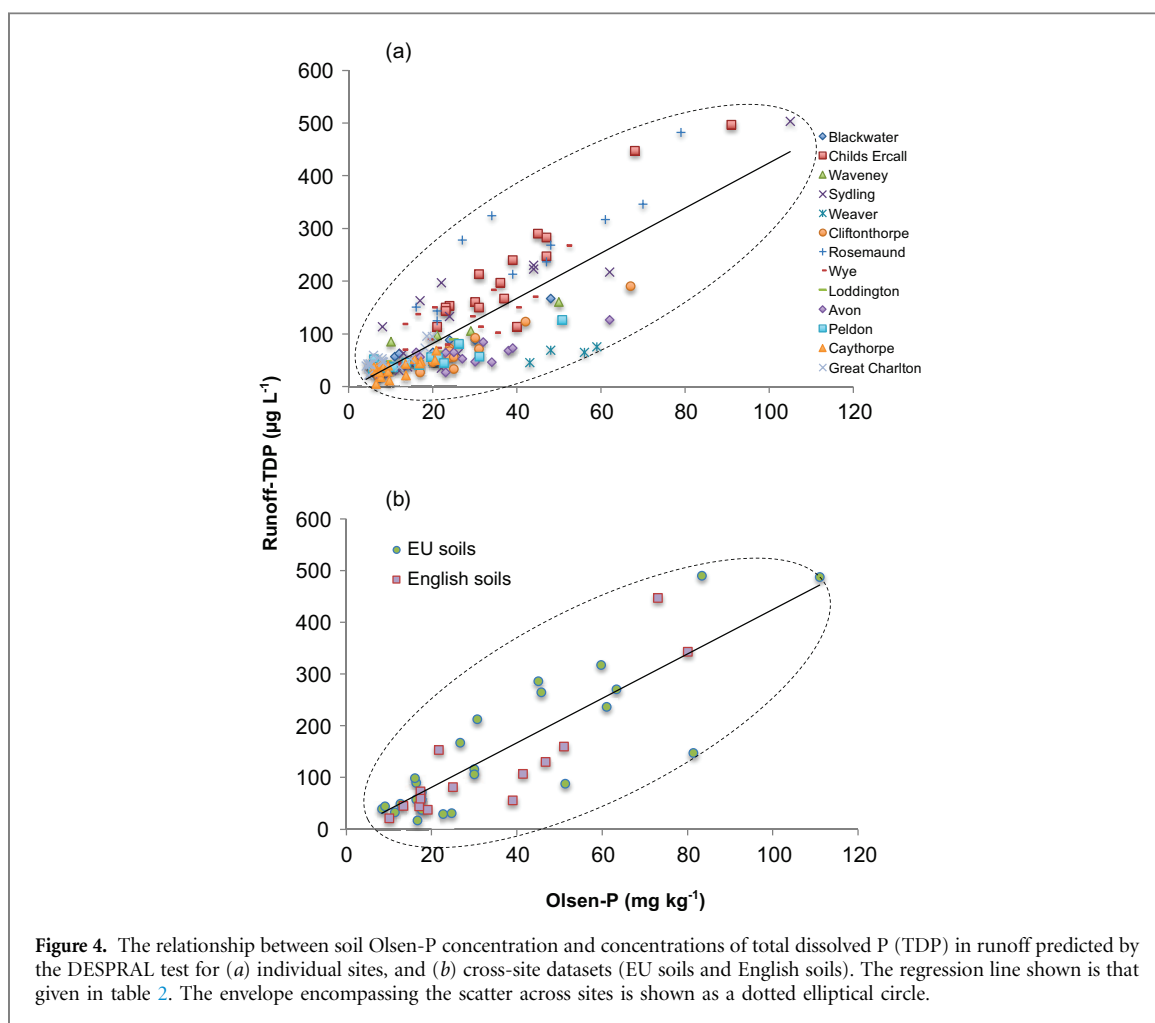 (a)
600
500
400
300
200
100
0
0 20 40 60 80 100 120
Blackwater
Childs Ercall
Waveney
Sydling
Weaver
Cliftonthorpe
Rosemaund
Wye
Loddington
Avon
Peldon
Caythorpe
Great Charlton
Runoff-TDP (µg L⁻¹)
(b)
600
500
400
300
200
100
0
EU soils
English soils
0 20 40 60 80 100 120
Olsen-P (mg kg⁻¹)
Figure 4. The relationship between soil Olsen-P concentration and concentrations of total dissolved P (TDP) in runoff predicted by
the DESPRAL test for (a) individual sites, and (b) cross-site datasets (EU soils and English soils). The regression line shown is that
given in table 2. The envelope encompassing the scatter across sites is shown as a dotted elliptical circle.